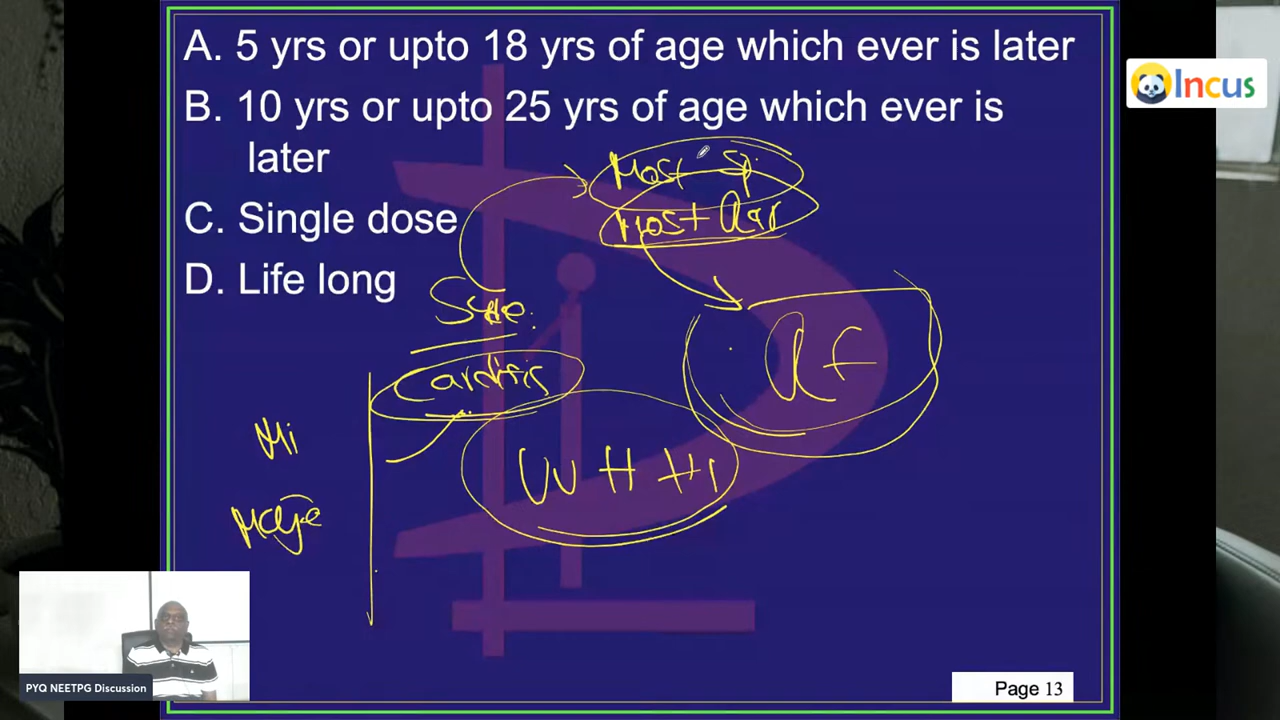 A. 5 yrs or upto 18 yrs of age which ever is later
Incus
B. 10 yrs or upto 25 yrs of age which ever is
later
Most sp.
C. Single dose
Most
D. Life long
Carditis
Page 13
PYQ NEETPG Discussion